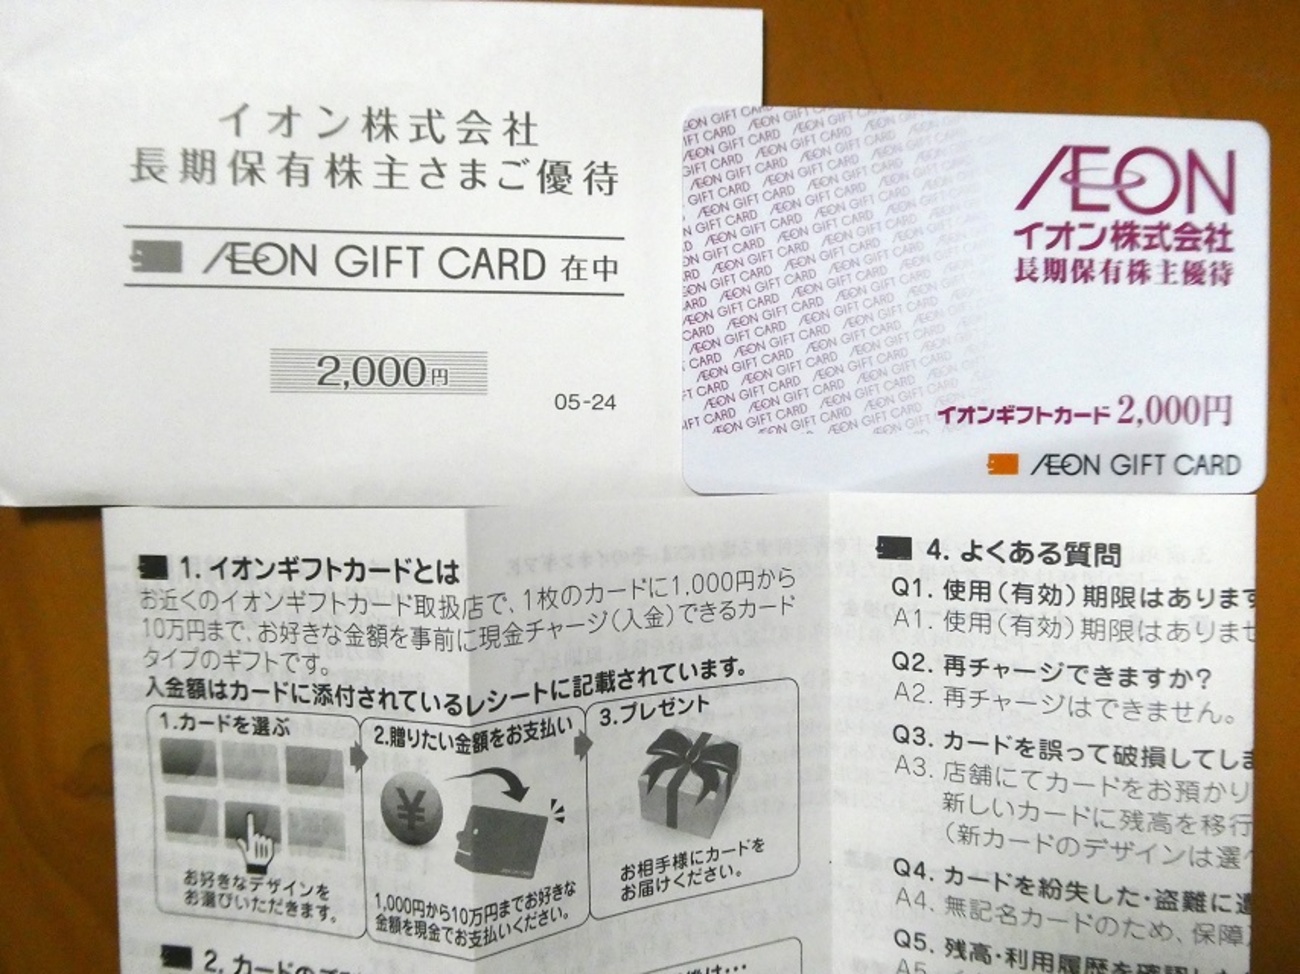 イオン株式会社
長期保有株主さまご優待
ÆON GIFT CARD 在中
2,000円
05-24
ÆON
イオン株式会社
長期保有株主優待
イオンギフトカード 2,000円
ÆON GIFT CARD
1. イオンギフトカードとは
お近くのイオンギフトカード取扱店で、1枚のカードに1,000円から
10万円まで、お好きな金額を事前に現金チャージ(入金)できるカード
タイプのギフトです。
入金額はカードに添付されているレシートに記載されています。
1.カードを選ぶ
お好きなデザインを
お選びいただきます。
2.贈りたい金額をお支払い
¥
1,000円から10万円までお好きな
金額を現金でお支払いください。
3.プレゼント
お相手様にカードを
お届けください。
2. カードの
4. よくある質問
Q1. 使用(有効)期限はあります
A1. 使用(有効)期限はありませ
Q2. 再チャージできますか?
A2. 再チャージはできません。
Q3. カードを誤って破損してしま
A3. 店舗にてカードをお預かり
新しいカードに残高を移行
(新カードのデザインは選べ
Q4. カードを紛失した・盗難に遭
A4. 無記名カードのため、保障
Q5. 残高・利用履歴を確認
A5.